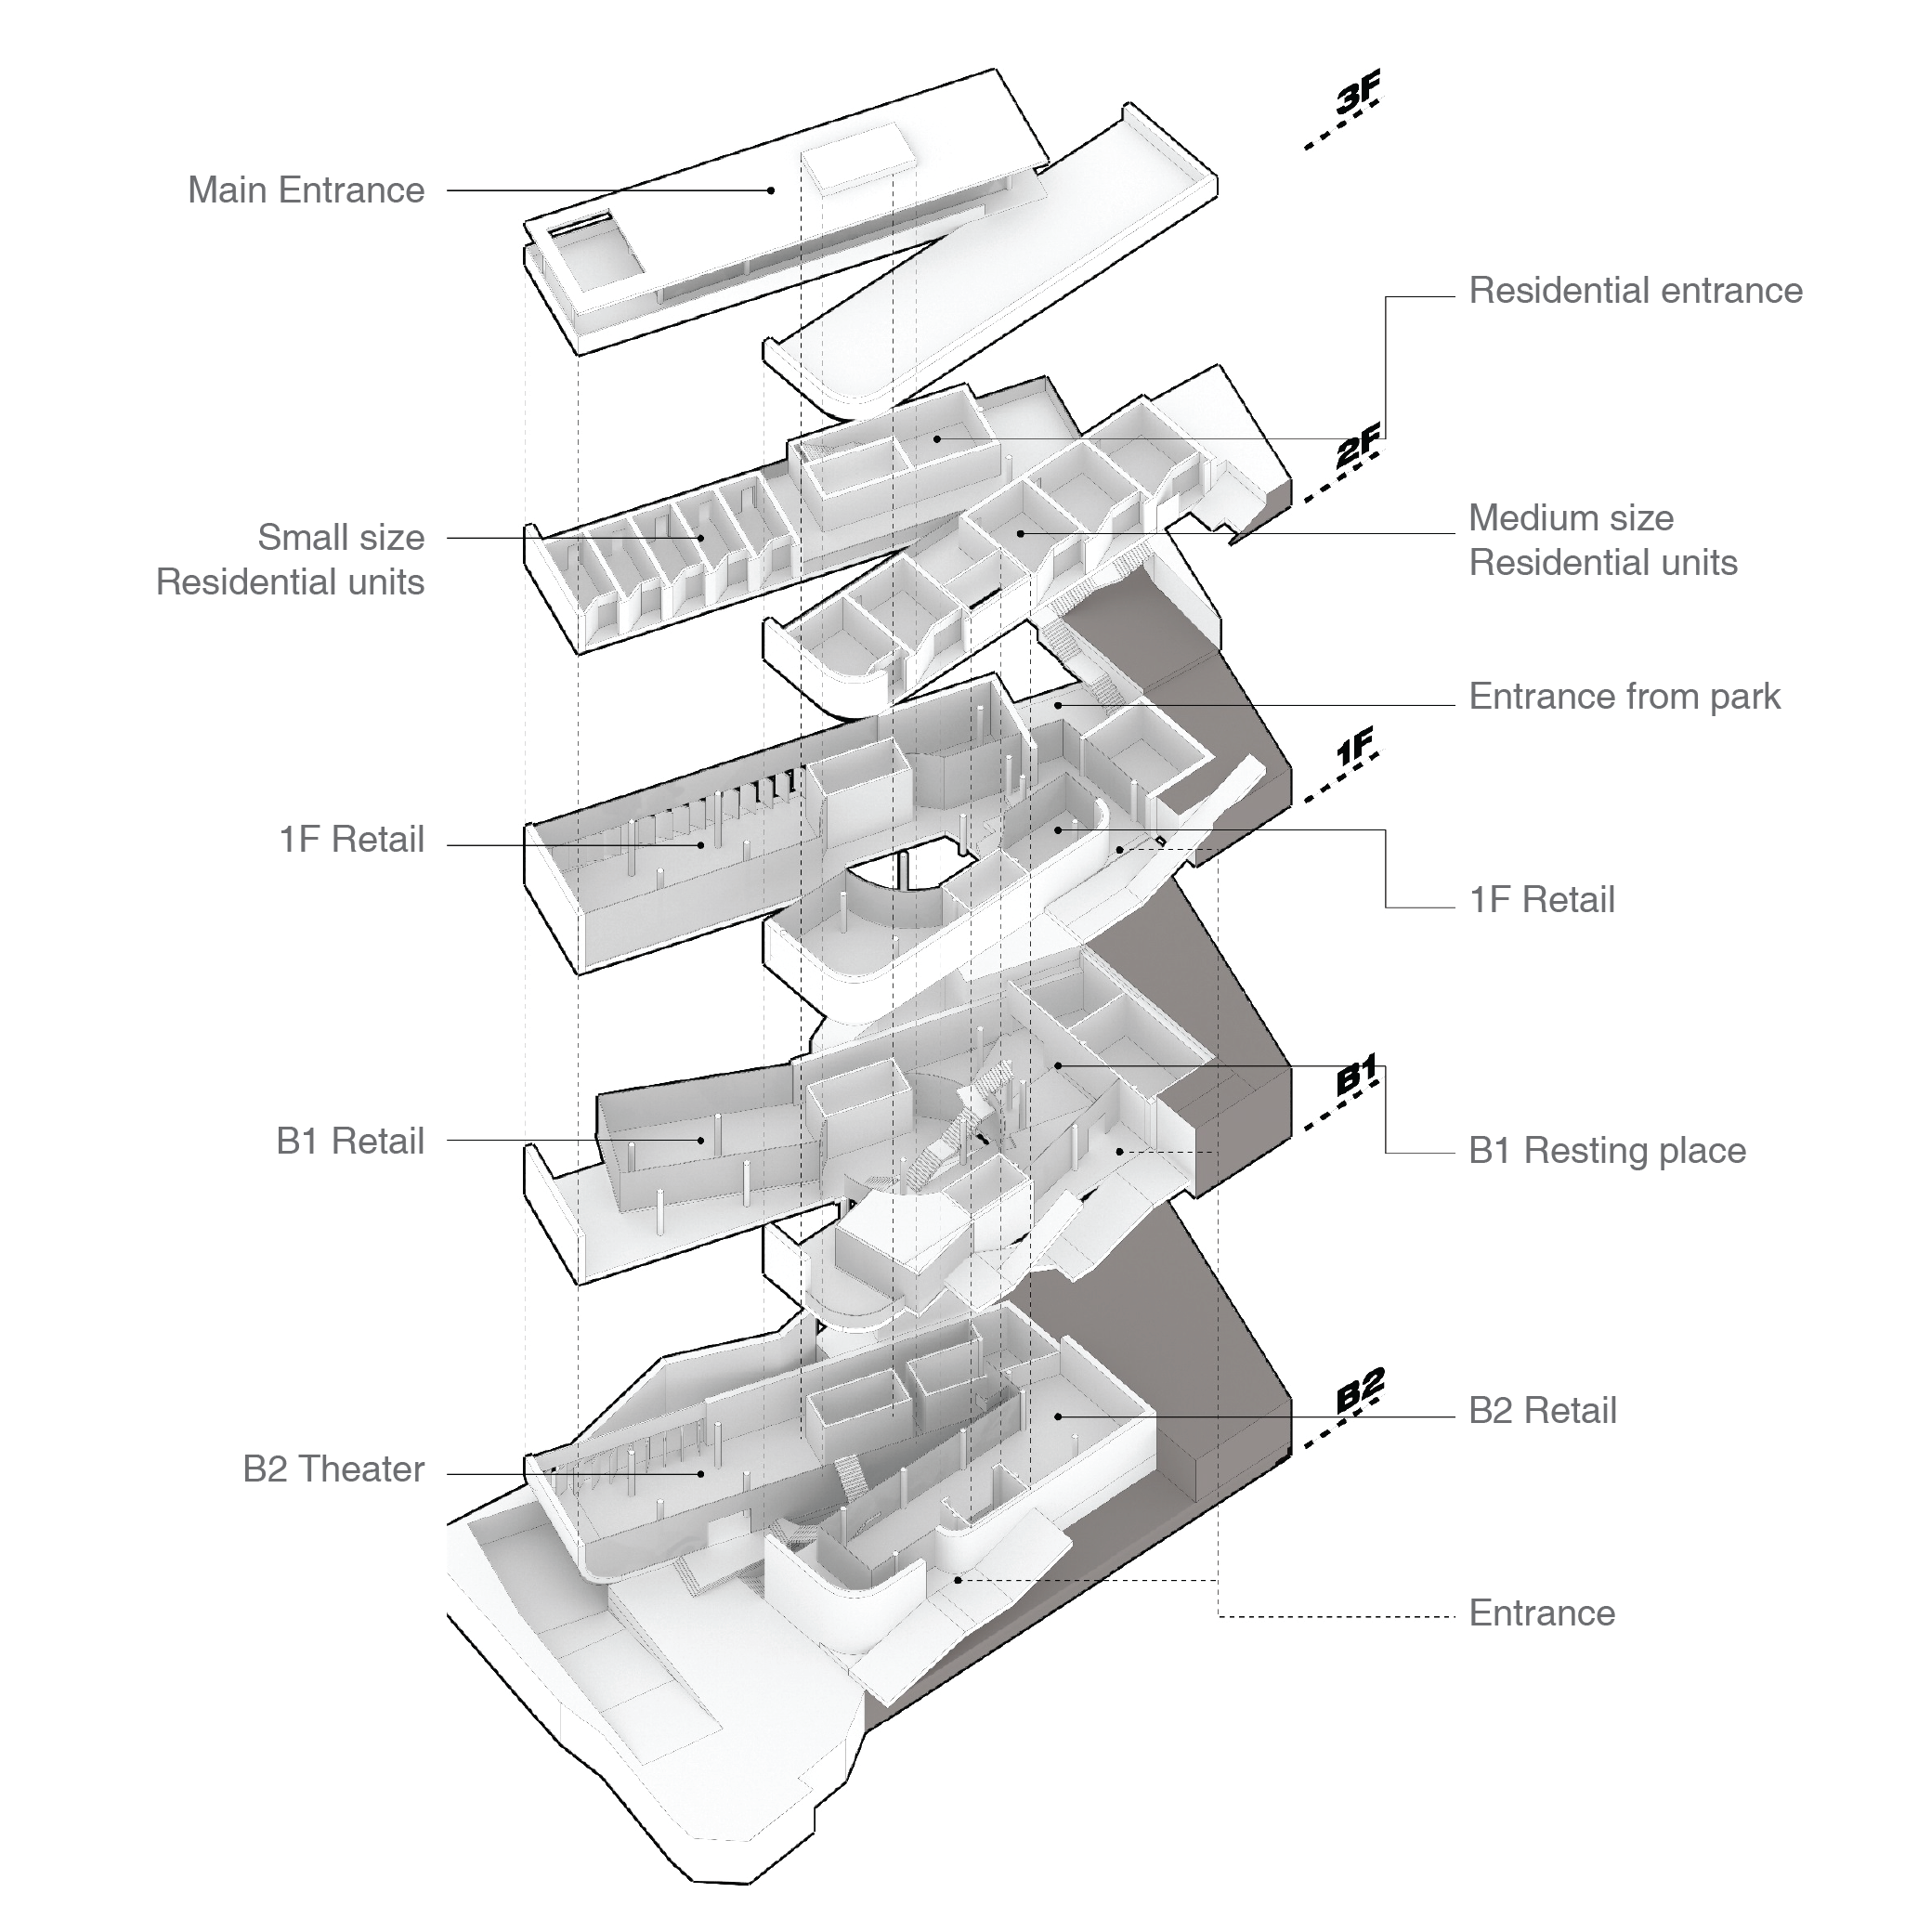 3F
Main Entrance
Residential entrance
2F
Small size
Residential units
Medium size
Residential units
Entrance from park
1F
1F Retail
1F Retail
B1
B1 Retail
B1 Resting place
B2
B2 Retail
B2 Theater
Entrance